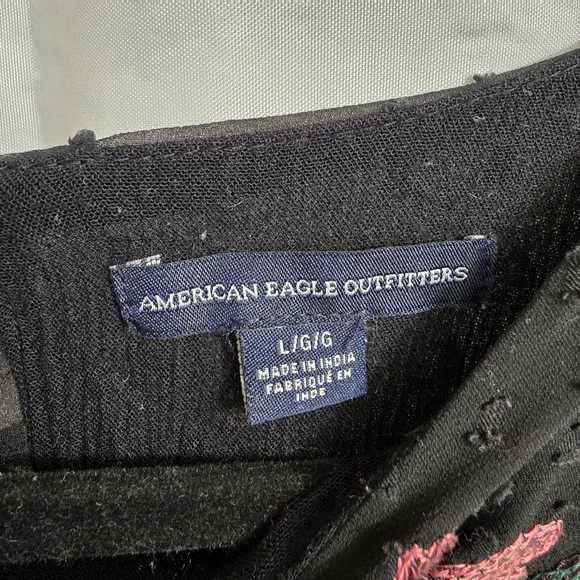 AMERICAN EAGLE OUTFITTERS
L/G/G
MADE IN INDIA
FABRIQUÉ EN
INDE